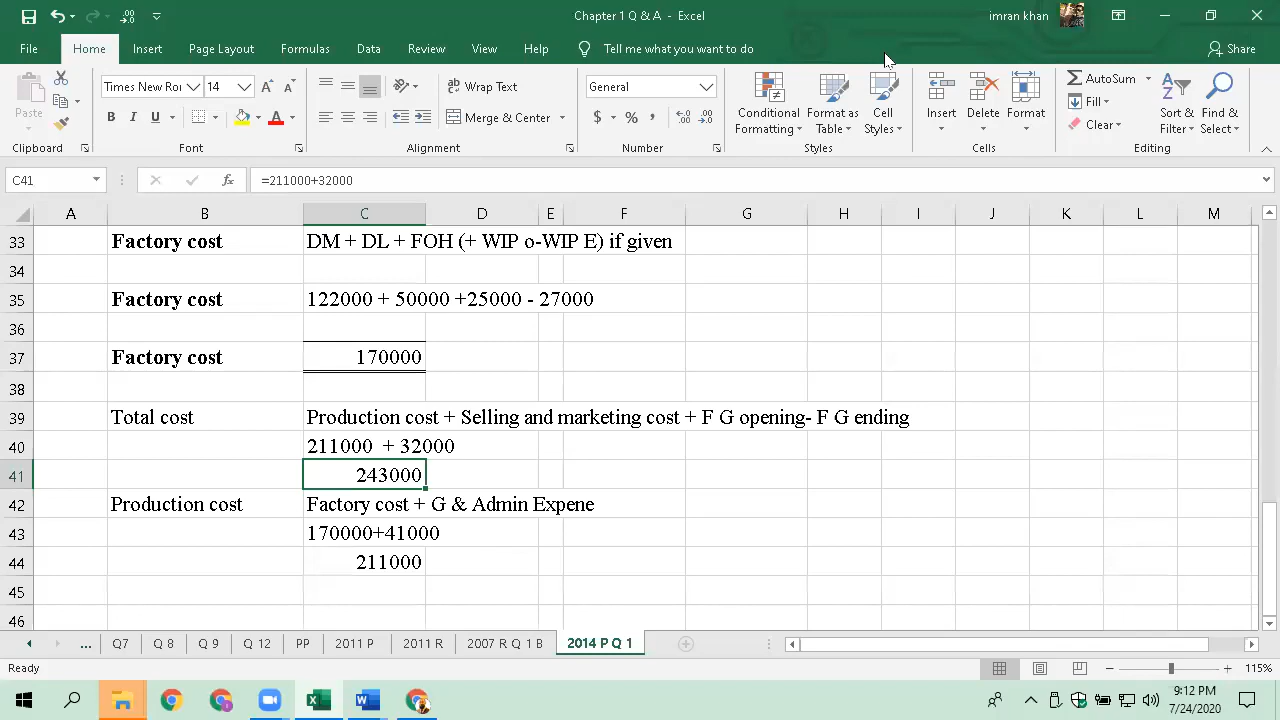 Chapter 1 Q & A - Excel
imran khan
File Home Insert Page Layout Formulas Data Review View Help Tell me what you want to do Share
Paste
Times New Ro 14
Wrap Text
Merge & Center
General
Conditional Formatting
Format as Table
Cell Styles
Insert Delete Format
AutoSum
Fill
Clear
Sort & Filter
Find & Select
Clipboard Font Alignment Number Styles Cells Editing
C41 fx =211000+32000
A B C D E F G H I J K L M
33 Factory cost DM + DL + FOH (+ WIP o-WIP E) if given
34
35 Factory cost 122000 + 50000 +25000 - 27000
36
37 Factory cost 170000
38
39 Total cost Production cost + Selling and marketing cost + F G opening- F G ending
40 211000 + 32000
41 243000
42 Production cost Factory cost + G & Admin Expene
43 170000+41000
44 211000
45
46
... Q7 Q 8 Q 9 Q 12 PP 2011 P 2011 R 2007 R Q 1 B 2014 P Q 1
Ready 115%
9:12 PM
7/24/2020